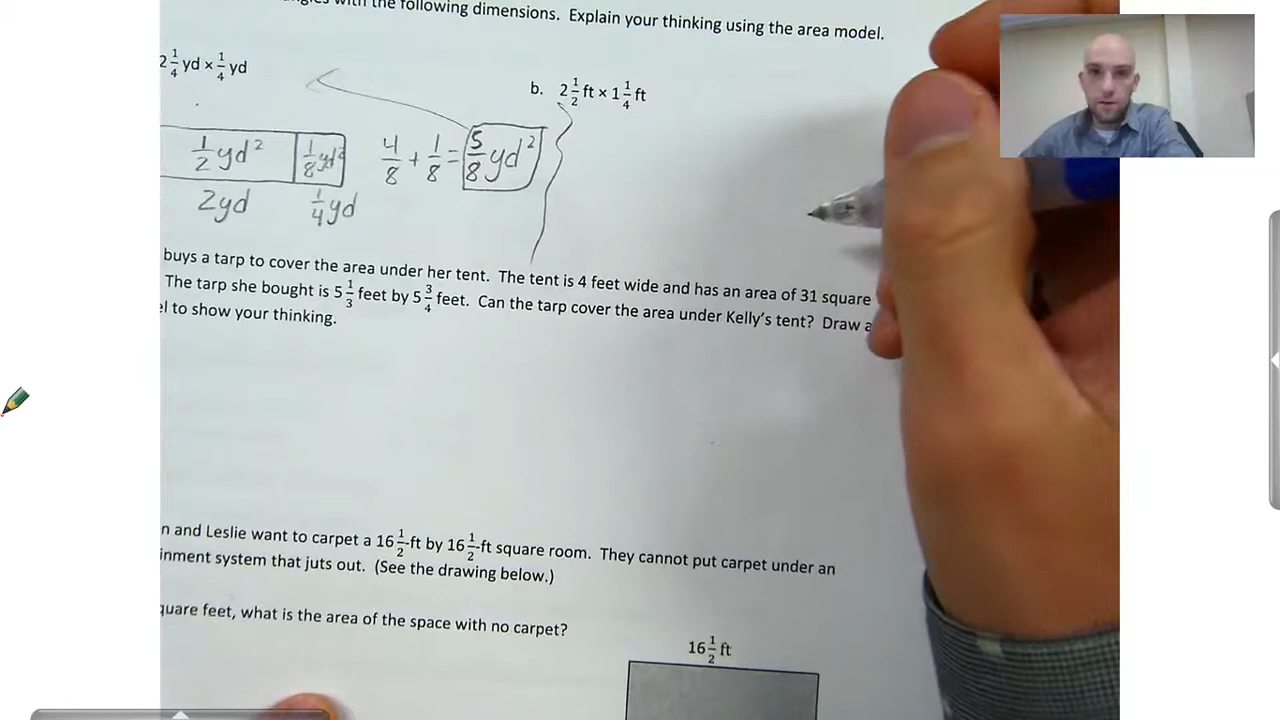 with the following dimensions. Explain your thinking using the area model.
2 1/4 yd × 1/4 yd
b. 2 1/2 ft × 1 1/4 ft
1/2 yd² 1/8 yd² 4/8 + 1/8 = 5/8 yd²
2yd 1/4 yd
buys a tarp to cover the area under her tent. The tent is 4 feet wide and has an area of 31 square
The tarp she bought is 5 1/3 feet by 5 3/4 feet. Can the tarp cover the area under Kelly's tent? Draw a
to show your thinking.
and Leslie want to carpet a 16 1/2-ft by 16 1/2-ft square room. They cannot put carpet under an
system that juts out. (See the drawing below.)
feet, what is the area of the space with no carpet?
16 1/2 ft